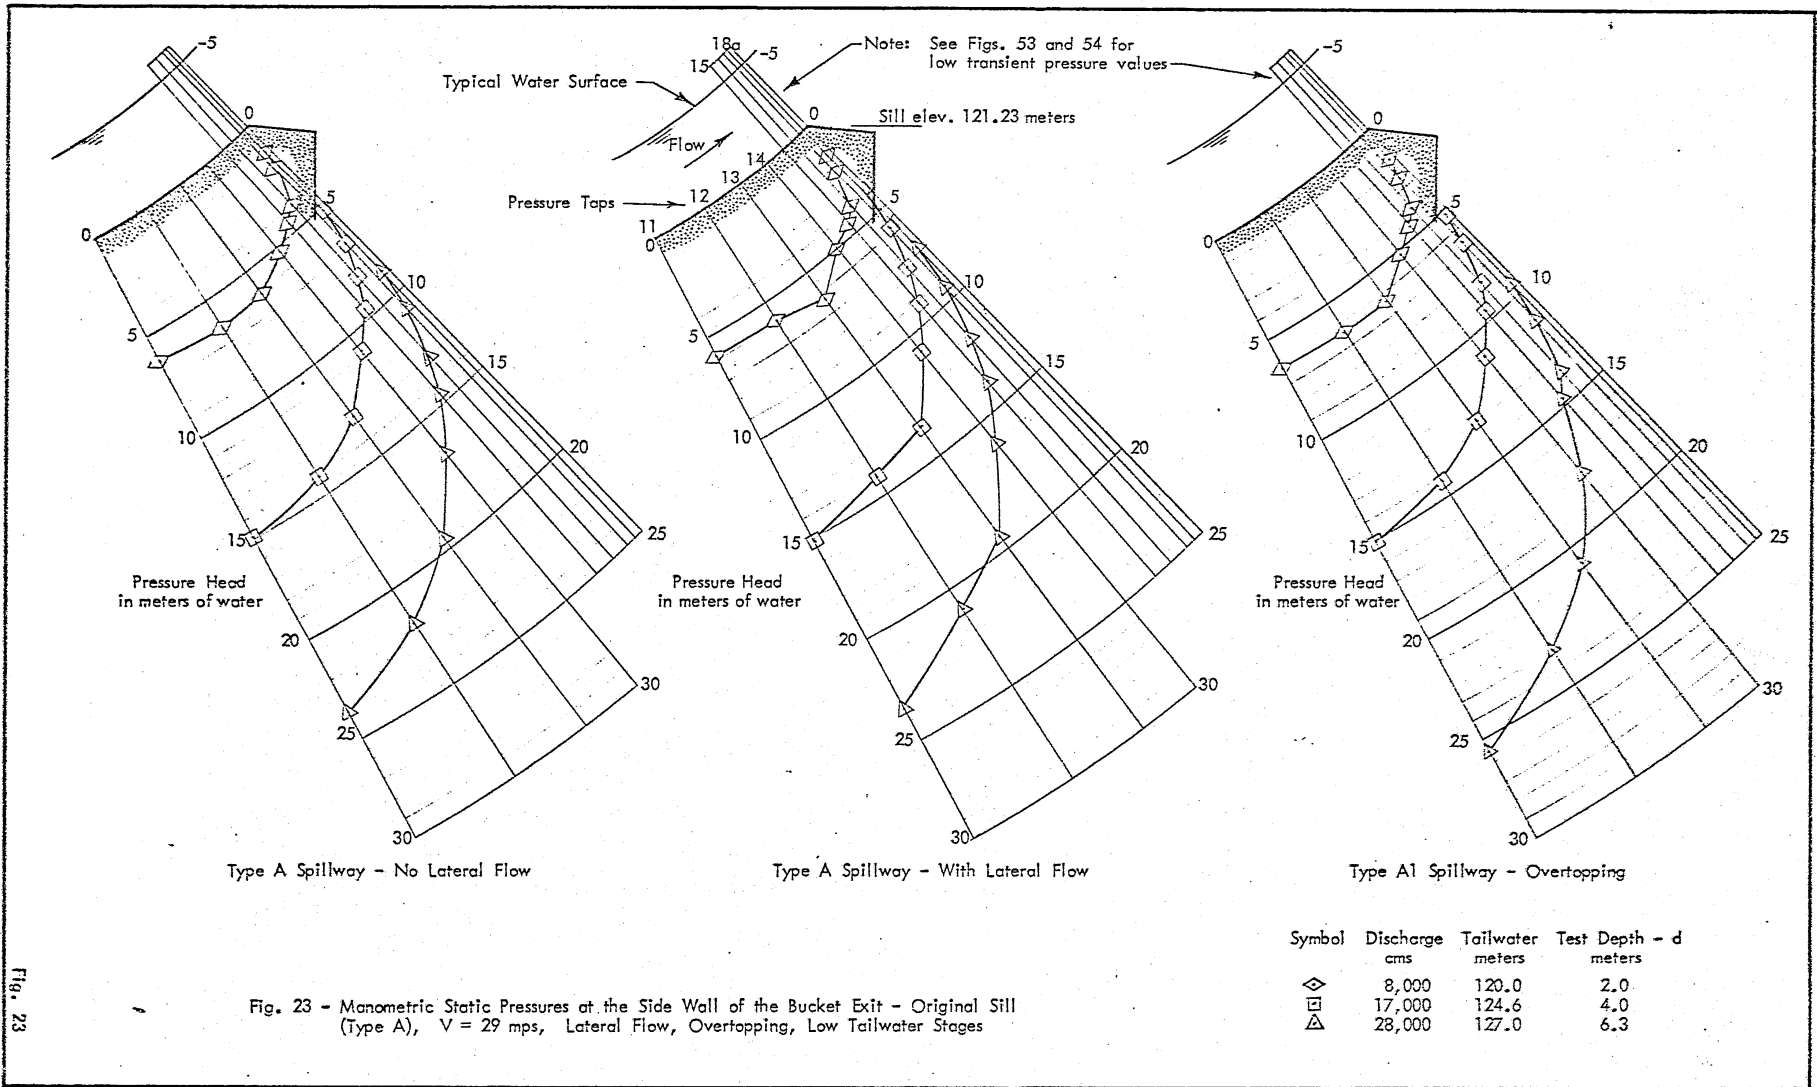 -5
0
0
5
5
10
10
15
15
20
20
25
25
30
30
Pressure Head
in meters of water
Type A Spillway - No Lateral Flow
Typical Water Surface
18a
15
-5
Note: See Figs. 53 and 54 for
low transient pressure values
0
Sill elev. 121.23 meters
Flow
14
13
12
11
Pressure Taps
0
5
5
10
10
15
15
20
20
25
25
30
30
Pressure Head
in meters of water
Type A Spillway - With Lateral Flow
-5
0
0
5
5
10
10
15
15
20
20
25
25
30
30
Pressure Head
in meters of water
Type A1 Spillway - Overtopping
Symbol Discharge Tailwater Test Depth - d
cms meters meters
8,000 120.0 2.0
17,000 124.6 4.0
28,000 127.0 6.3
Fig. 23 - Manometric Static Pressures at the Side Wall of the Bucket Exit - Original Sill
(Type A), V = 29 mps, Lateral Flow, Overtopping, Low Tailwater Stages
Fig. 23